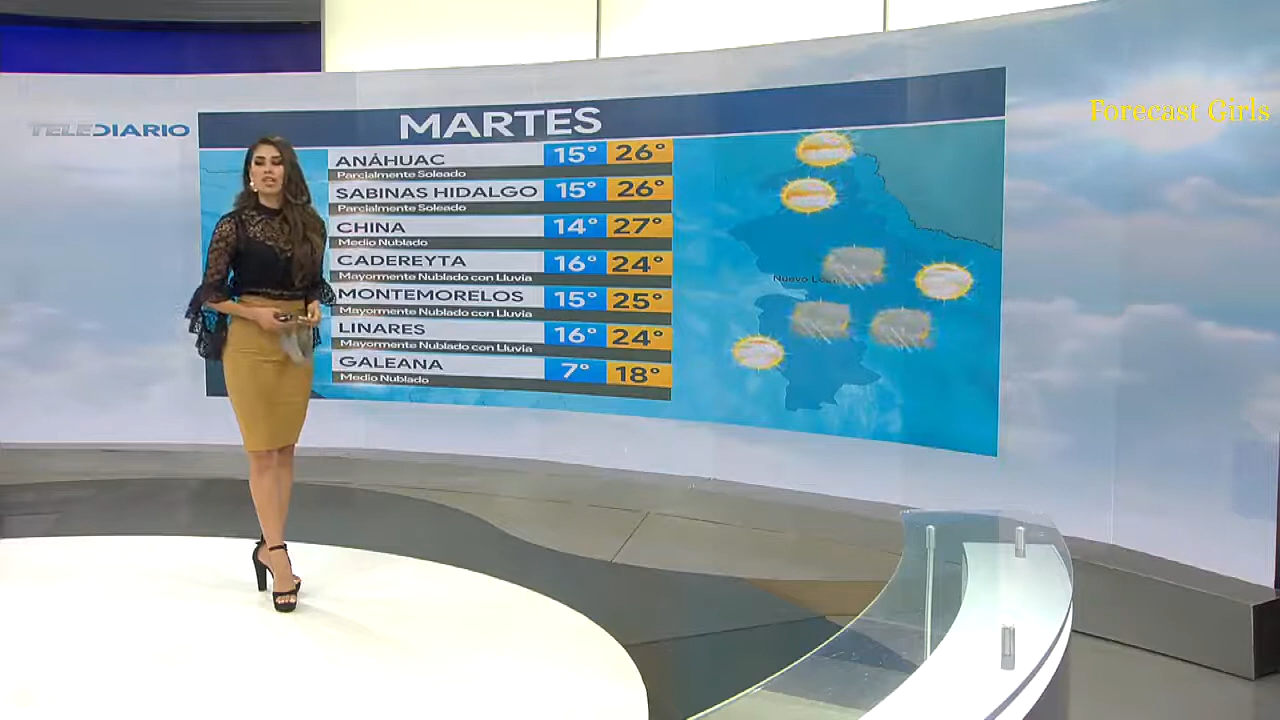 Forecast Girls
TELEDIARIO
MARTES
ANÁHUAC 15° 26°
Parcialmente Soleado
SABINAS HIDALGO 15° 26°
Parcialmente Soleado
CHINA 14° 27°
Medio Nublado
CADEREYTA 16° 24°
Mayormente Nublado con Lluvia
MONTEMORELOS 15° 25°
Mayormente Nublado con Lluvia
LINARES 16° 24°
Mayormente Nublado con Lluvia
GALEANA 7° 18°
Medio Nublado
Nuevo León